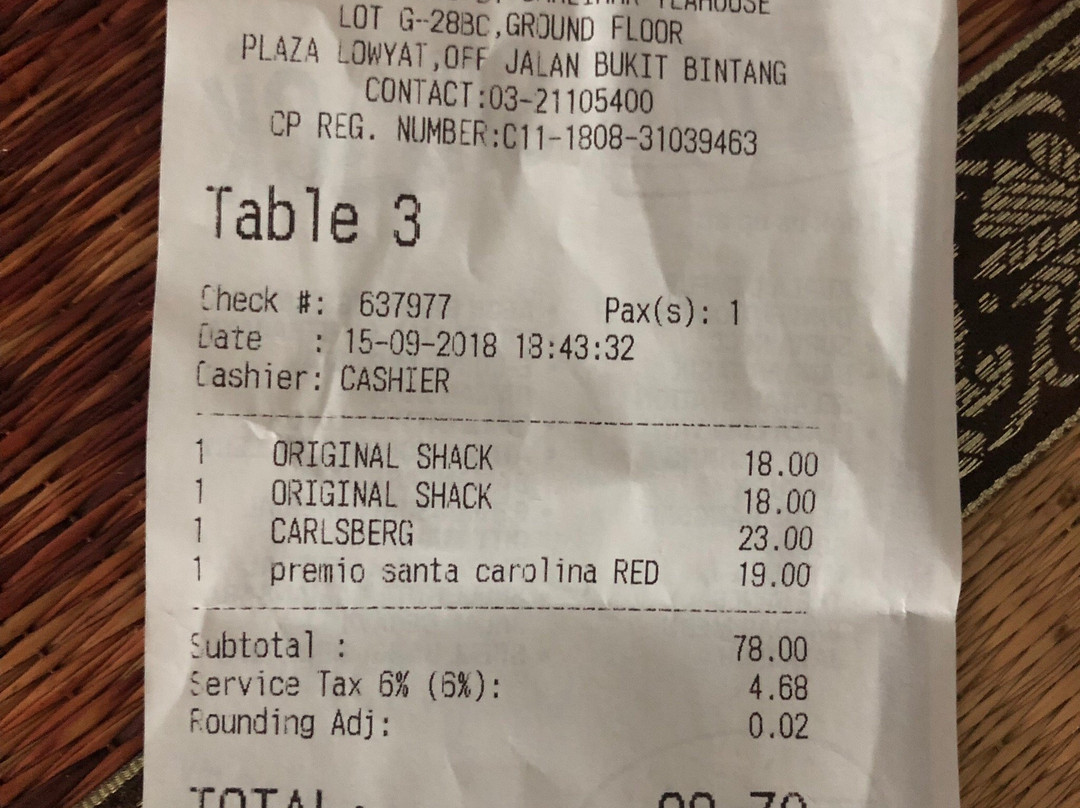 TEAHOUSE
LOT G-28BC,GROUND FLOOR
PLAZA LOWYAT,OFF JALAN BUKIT BINTANG
CONTACT:03-21105400
CP REG. NUMBER:C11-1808-31039463
Table 3
Check #: 637977 Pax(s): 1
Date : 15-09-2018 18:43:32
Cashier: CASHIER
1 ORIGINAL SHACK 18.00
1 ORIGINAL SHACK 18.00
1 CARLSBERG 23.00
1 premio santa carolina RED 19.00
Subtotal : 78.00
Service Tax 6% (6%): 4.68
Rounding Adj: 0.02
TOTAL :